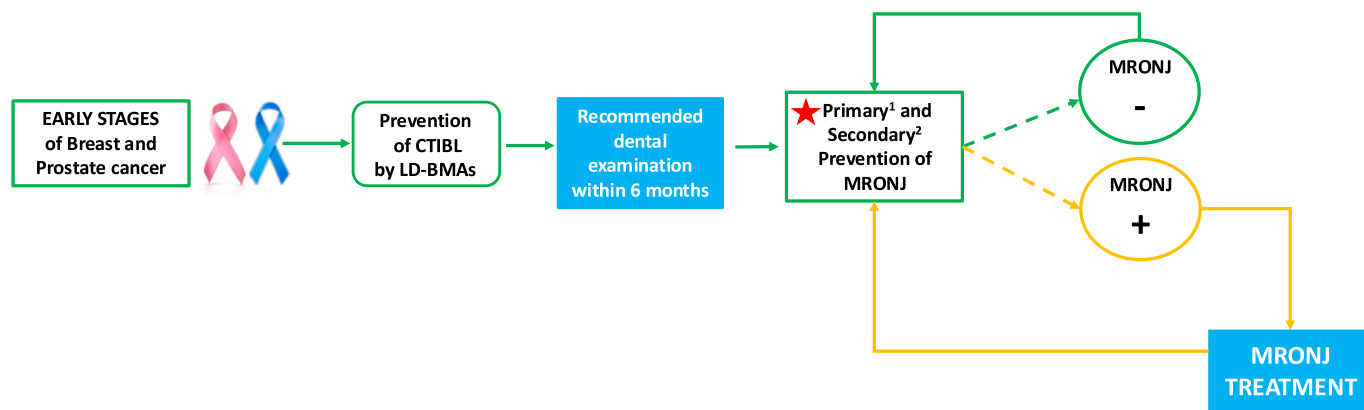 EARLY STAGES
of Breast and
Prostate cancer
Prevention
of CTIBL
by LD-BMAs
Recommended
dental
examination
within 6 months
Primary¹ and
Secondary²
Prevention of
MRONJ
MRONJ
-
MRONJ
+
MRONJ
TREATMENT